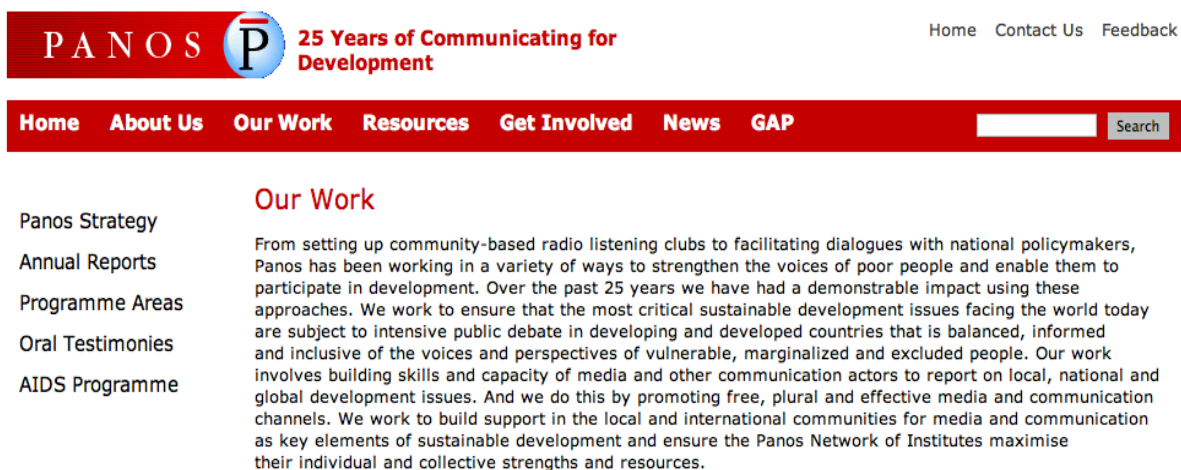 PANOS P 25 Years of Communicating for
Development
Home Contact Us Feedback
Home About Us Our Work Resources Get Involved News GAP Search
Panos Strategy
Annual Reports
Programme Areas
Oral Testimonies
AIDS Programme
Our Work
From setting up community-based radio listening clubs to facilitating dialogues with national policymakers,
Panos has been working in a variety of ways to strengthen the voices of poor people and enable them to
participate in development. Over the past 25 years we have had a demonstrable impact using these
approaches. We work to ensure that the most critical sustainable development issues facing the world today
are subject to intensive public debate in developing and developed countries that is balanced, informed
and inclusive of the voices and perspectives of vulnerable, marginalized and excluded people. Our work
involves building skills and capacity of media and other communication actors to report on local, national and
global development issues. And we do this by promoting free, plural and effective media and communication
channels. We work to build support in the local and international communities for media and communication
as key elements of sustainable development and ensure the Panos Network of Institutes maximise
their individual and collective strengths and resources.